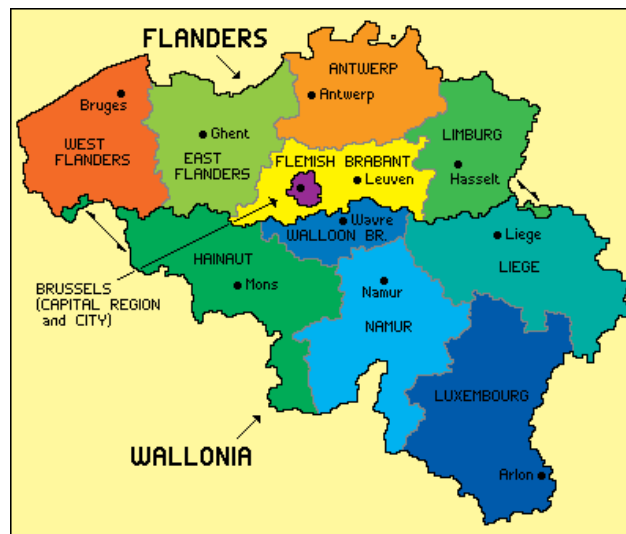 FLANDERS
ANTWERP
Antwerp
Bruges
WEST
FLANDERS
Ghent
EAST
FLANDERS
LIMBURG
Hasselt
FLEMISH BRABANT
Leuven
Wavre
WALLOON BR.
Liege
LIEGE
HAINAUT
Mons
BRUSSELS
(CAPITAL REGION
and CITY)
Namur
NAMUR
LUXEMBOURG
WALLONIA
Arlon